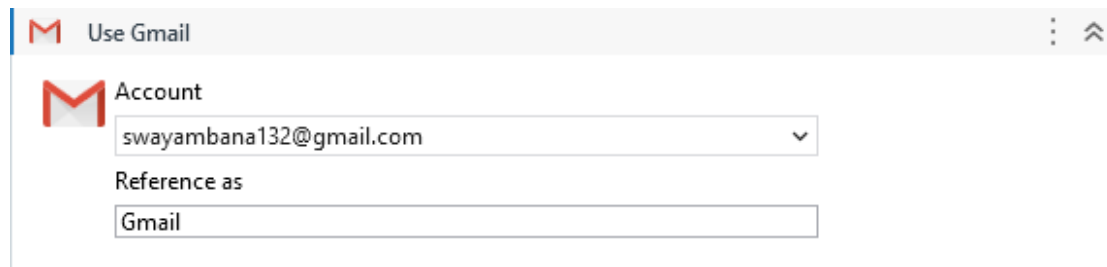 Use Gmail
Account
swayambana132@gmail.com
Reference as
Gmail